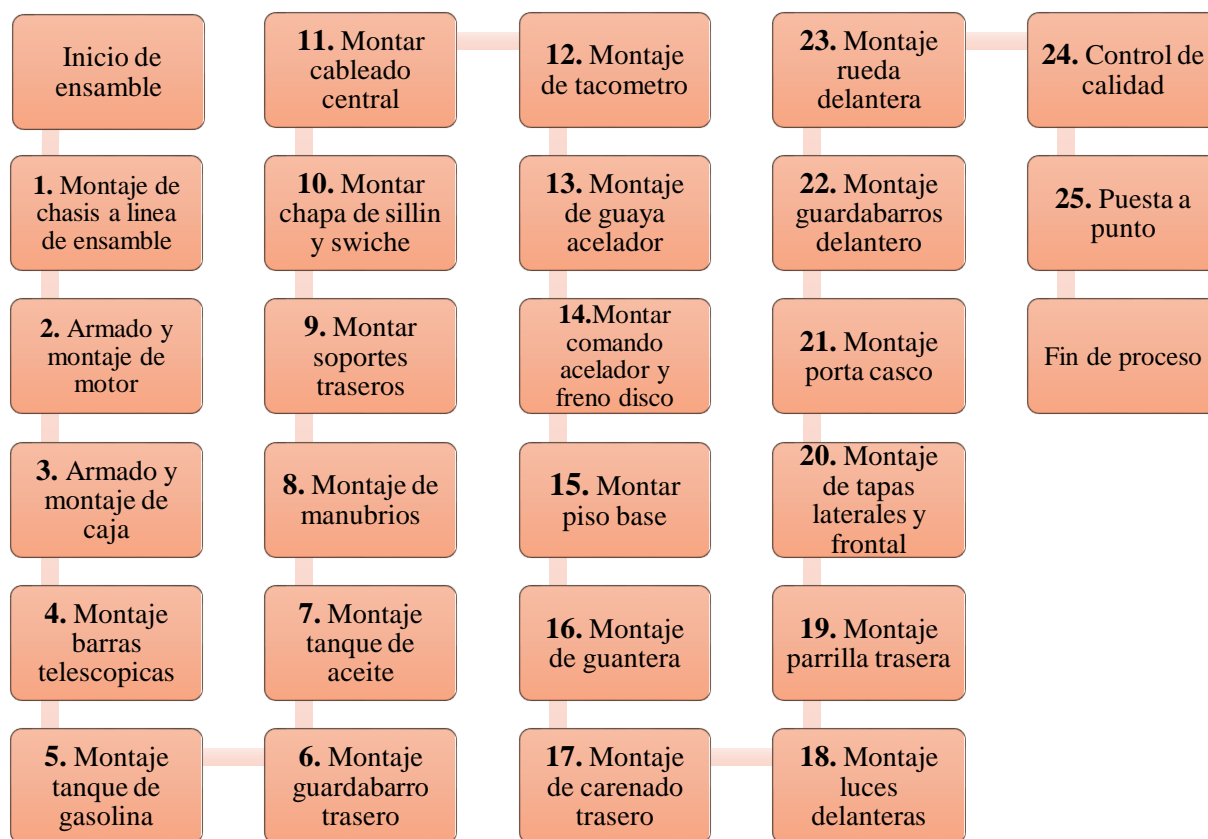 Inicio de
ensamble
1. Montaje de
chasis a linea
de ensamble
2. Armado y
montaje de
motor
3. Armado y
montaje de
caja
4. Montaje
barras
telescopicas
5. Montaje
tanque de
gasolina
6. Montaje
guardabarro
trasero
7. Montaje
tanque de
aceite
8. Montaje de
manubrios
9. Montar
soportes
traseros
10. Montar
chapa de sillin
y swiche
11. Montar
cableado
central
12. Montaje
de tacometro
13. Montaje
de guaya
acelador
14.Montar
comando
acelador y
freno disco
15. Montar
piso base
16. Montaje
de guantera
17. Montaje
de carenado
trasero
18. Montaje
luces
delanteras
19. Montaje
parrilla trasera
20. Montaje
de tapas
laterales y
frontal
21. Montaje
porta casco
22. Montaje
guardabarros
delantero
23. Montaje
rueda
delantera
24. Control de
calidad
25. Puesta a
punto
Fin de proceso